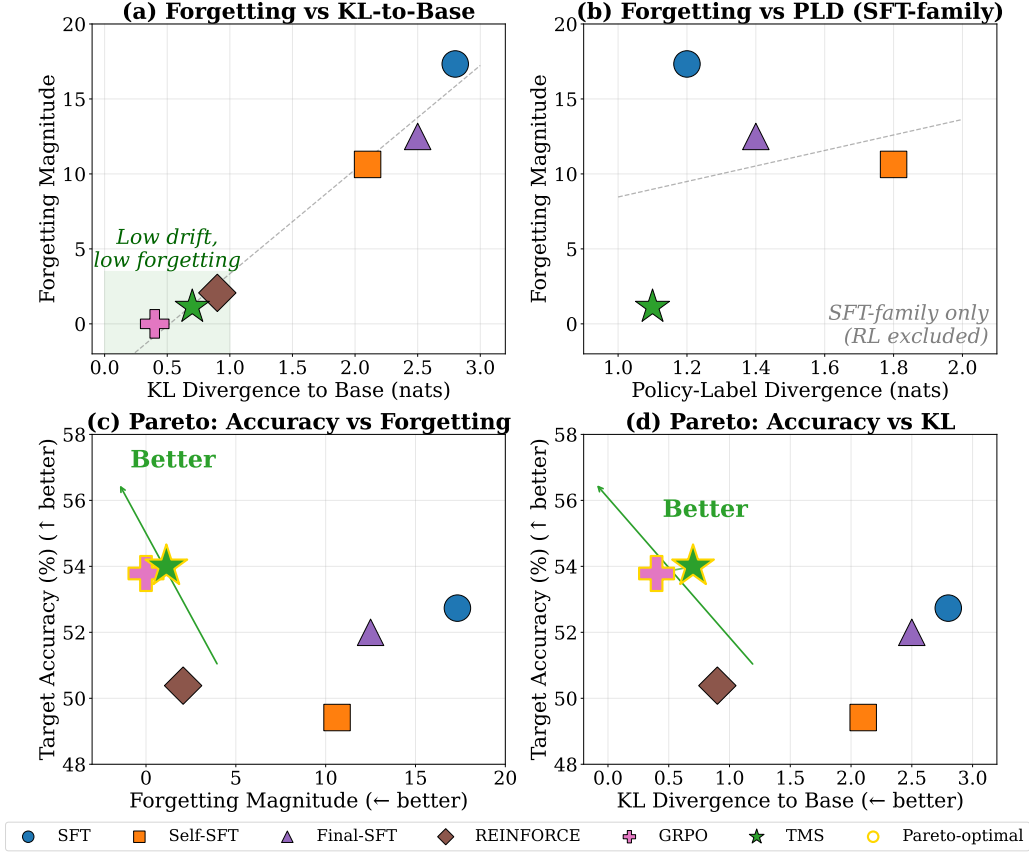 (a) Forgetting vs KL-to-Base
20
15
10
5
0
Forgetting Magnitude
Low drift,
low forgetting
0.0 0.5 1.0 1.5 2.0 2.5 3.0
KL Divergence to Base (nats)
(b) Forgetting vs PLD (SFT-family)
20
15
10
5
0
Forgetting Magnitude
SFT-family only
(RL excluded)
1.0 1.2 1.4 1.6 1.8 2.0
Policy-Label Divergence (nats)
(c) Pareto: Accuracy vs Forgetting
58
56
54
52
50
48
Target Accuracy (%) (↑ better)
Better
0 5 10 15 20
Forgetting Magnitude (← better)
(d) Pareto: Accuracy vs KL
58
56
54
52
50
48
Target Accuracy (%) (↑ better)
Better
0.0 0.5 1.0 1.5 2.0 2.5 3.0
KL Divergence to Base (← better)
SFT Self-SFT Final-SFT REINFORCE GRPO TMS Pareto-optimal